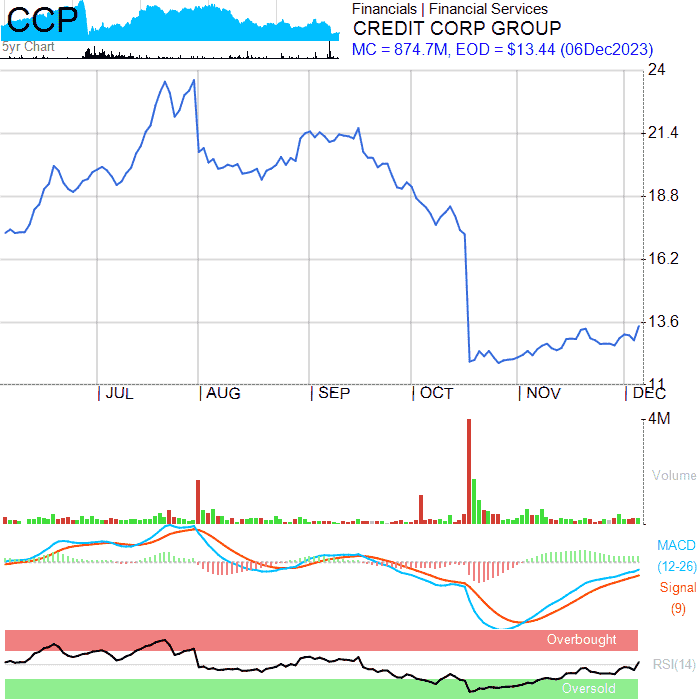 CCP
5yr Chart
Financials | Financial Services
CREDIT CORP GROUP
MC = 874.7M, EOD = $13.44 (06Dec2023)
24
21.4
18.8
16.2
13.6
11
JUL AUG SEP OCT NOV DEC
4M
Volume
MACD
(12-26)
Signal
(9)
Overbought
RSI(14)
Oversold